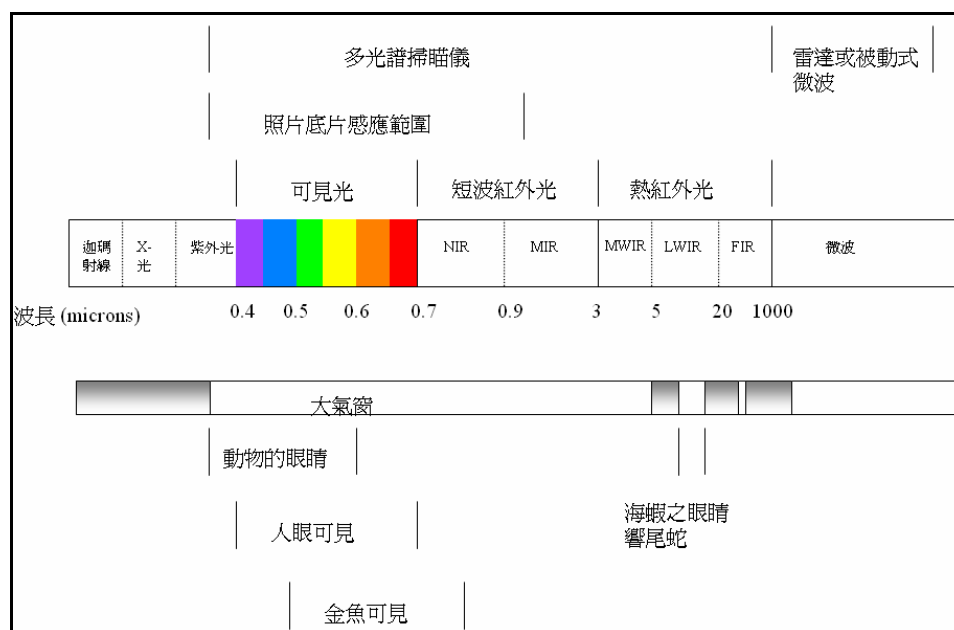 多光譜掃瞄儀
雷達或被動式
微波
照片底片感應範圍
可見光
短波紅外光
熱紅外光
迦瑪
射線
X-
光
紫外光
NIR
MIR
MWIR
LWIR
FIR
微波
波長 (microns)
0.4
0.5
0.6
0.7
0.9
3
5
20
1000
大氣窗
動物的眼睛
海蝦之眼睛
響尾蛇
人眼可見
金魚可見